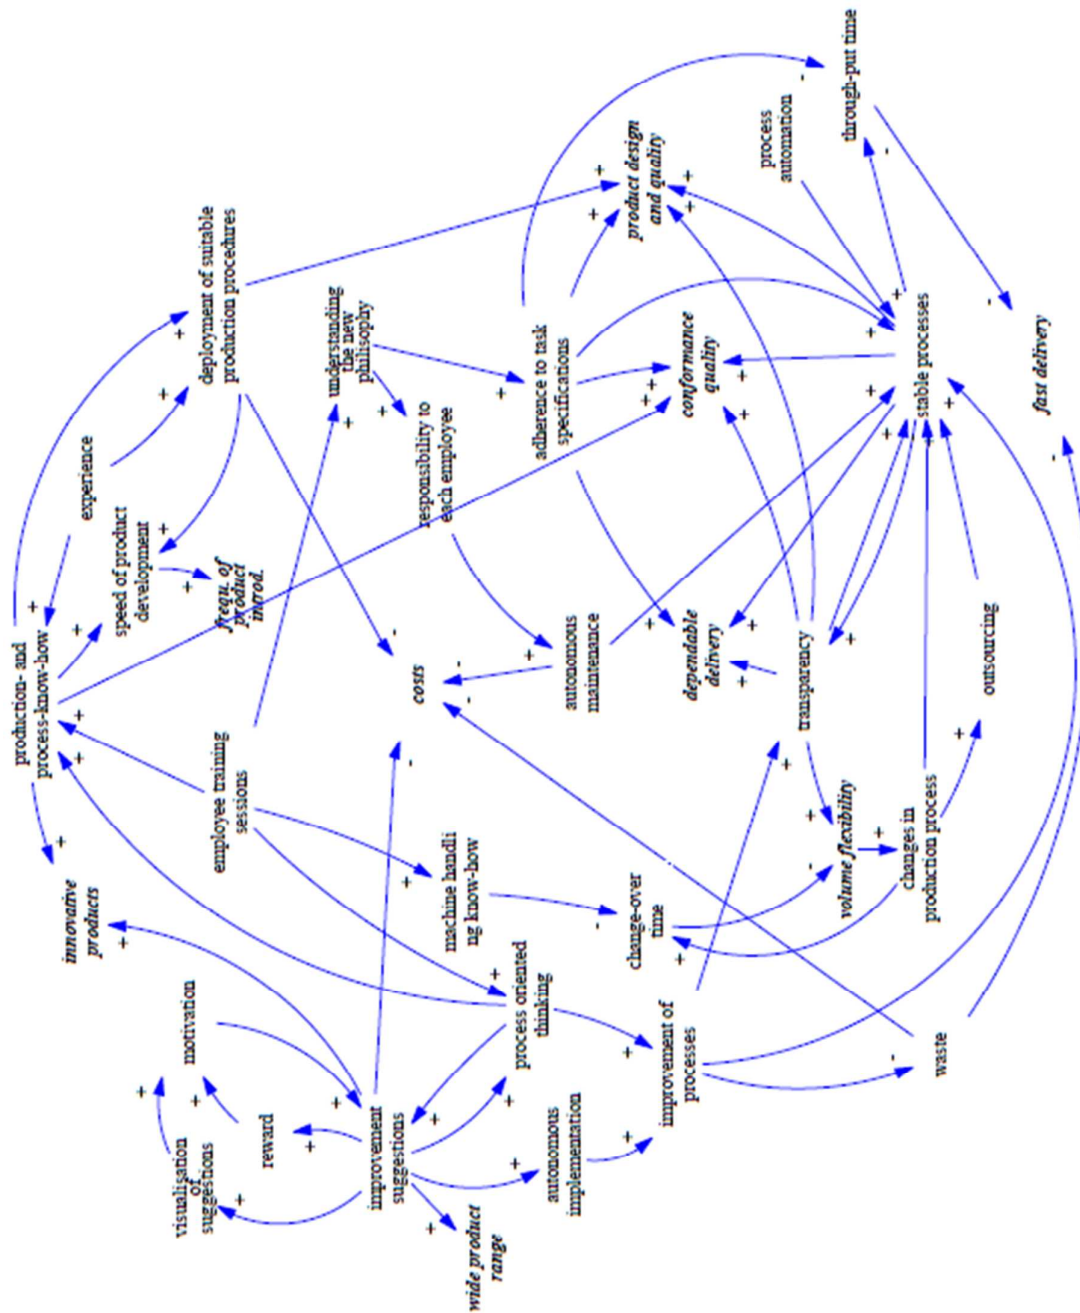 production- and
process-know-how
innovative
products
experience
deployment of suitable
production procedures
speed of product
development
frequ. of
product
introd.
employee training
sessions
motivation
visualisation
of
suggestions
reward
improvement
suggestions
wide product
range
understanding
the new
philisophy
responsibility to
each employee
costs
machine handli
ng know-how
process oriented
thinking
autonomous
implementation
adherence to task
specifications
autonomous
maintenance
change-over
time
improvement of
processes
product design
and quality
conformance
quality
dependable
delivery
process
automation
transparency
volume flexibility
through-put time
stable processes
changes in
production process
outsourcing
waste
fast delivery